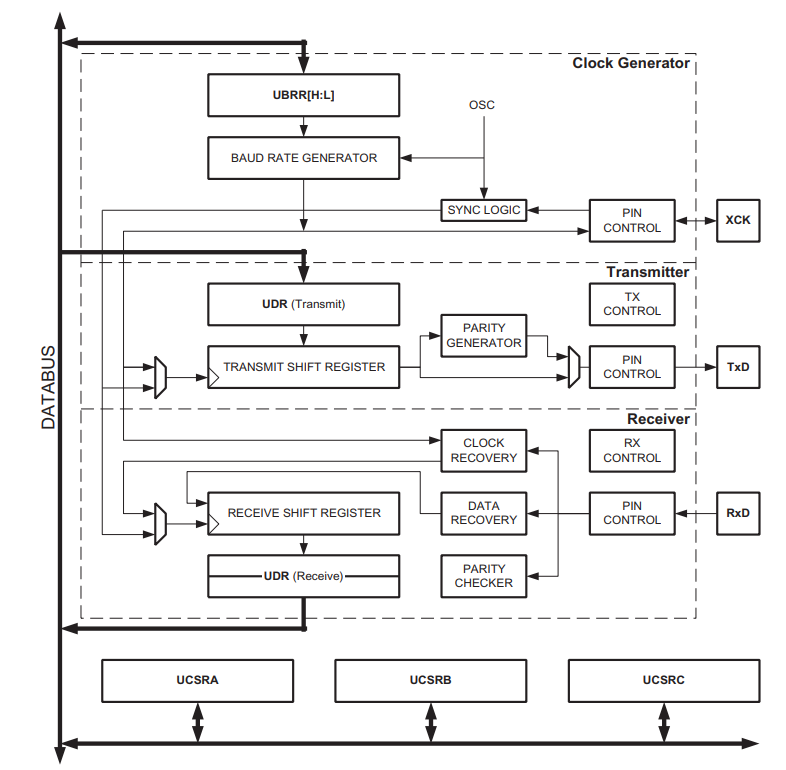 Clock Generator
UBRR[H:L]
OSC
BAUD RATE GENERATOR
SYNC LOGIC
PIN
CONTROL
XCK
Transmitter
UDR (Transmit)
TX
CONTROL
PARITY
GENERATOR
TRANSMIT SHIFT REGISTER
PIN
CONTROL
TxD
DATABUS
Receiver
CLOCK
RECOVERY
RX
CONTROL
RECEIVE SHIFT REGISTER
DATA
RECOVERY
PIN
CONTROL
RxD
UDR (Receive)
PARITY
CHECKER
UCSRA
UCSRB
UCSRC